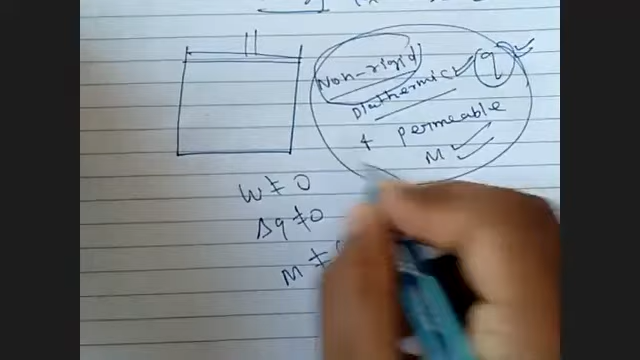 Non-rigid
Diathermic q
+ permeable
M
W ≠ 0
Δq ≠ 0
M ≠